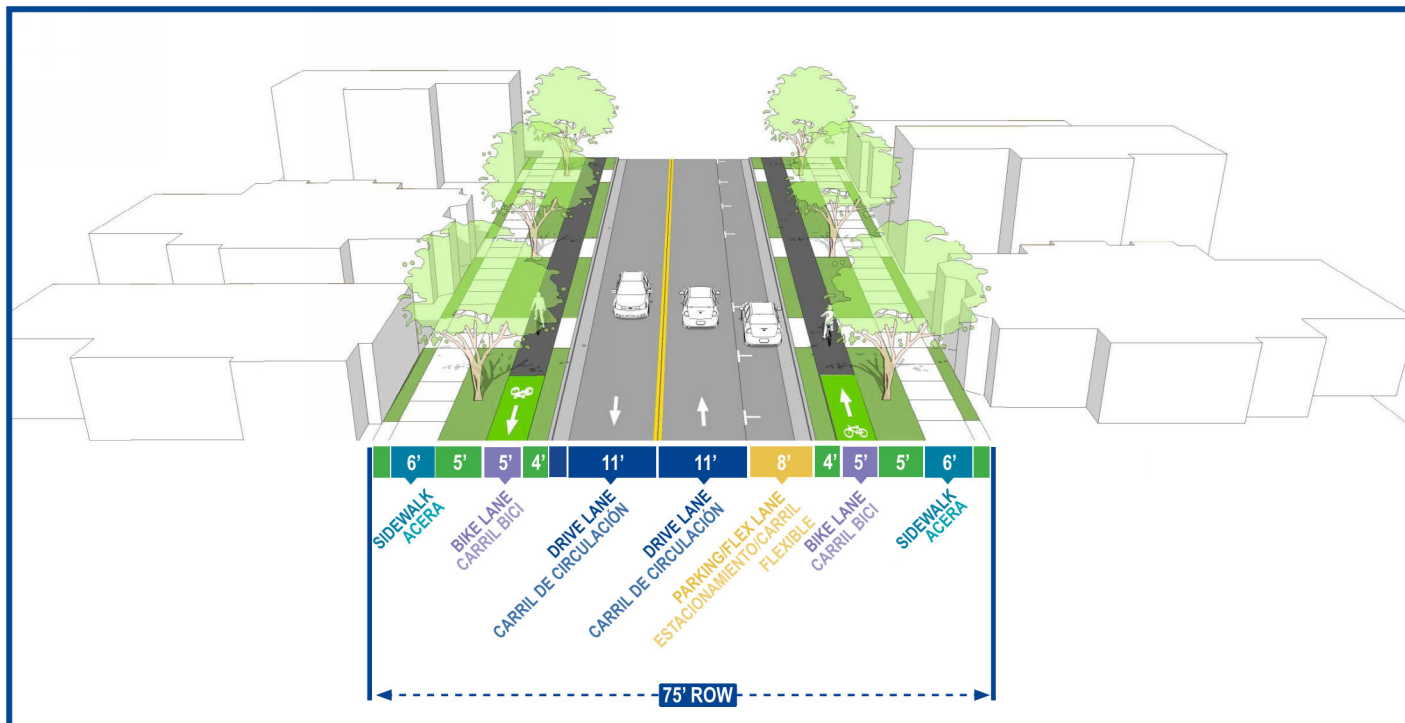 6' 5' 5' 4' 11' 11' 8' 4' 5' 5' 6'
SIDEWALK
ACERA
BIKE LANE
CARRIL BICI
DRIVE LANE
CARRIL DE CIRCULACIÓN
DRIVE LANE
CARRIL DE CIRCULACIÓN
PARKING/FLEX LANE
ESTACIONAMIENTO/CARRIL
FLEXIBLE
BIKE LANE
CARRIL BICI
SIDEWALK
ACERA
75' ROW